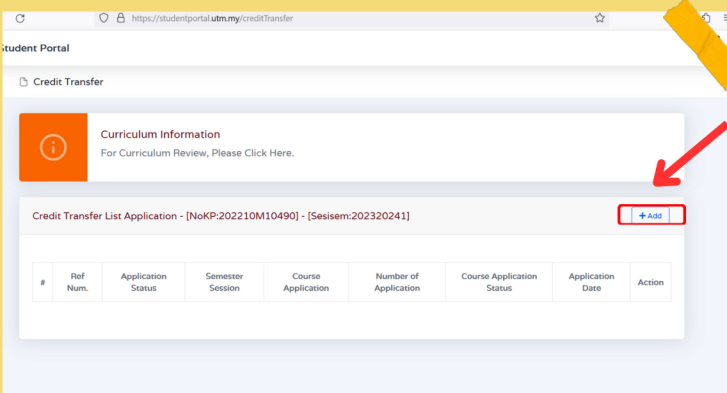 https://studentportal.utm.my/creditTransfer
Student Portal
Credit Transfer
Curriculum Information
For Curriculum Review, Please Click Here.
Credit Transfer List Application - [NoKP:202210M10490] - [Sesisem:202320241]
+ Add
# Ref Num. Application Status Semester Session Course Application Number of Application Course Application Status Application Date Action